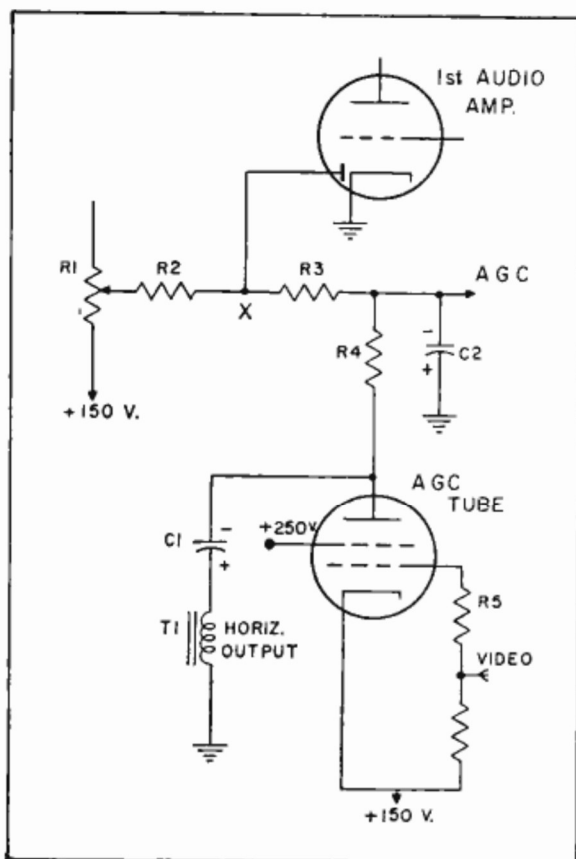 1st AUDIO
AMP.
R1
R2
R3
AGC
X
R4
-
C2
+
+150 V.
AGC
TUBE
+250V.
C1
-
+
R5
T1
HORIZ.
OUTPUT
VIDEO
+150 V.